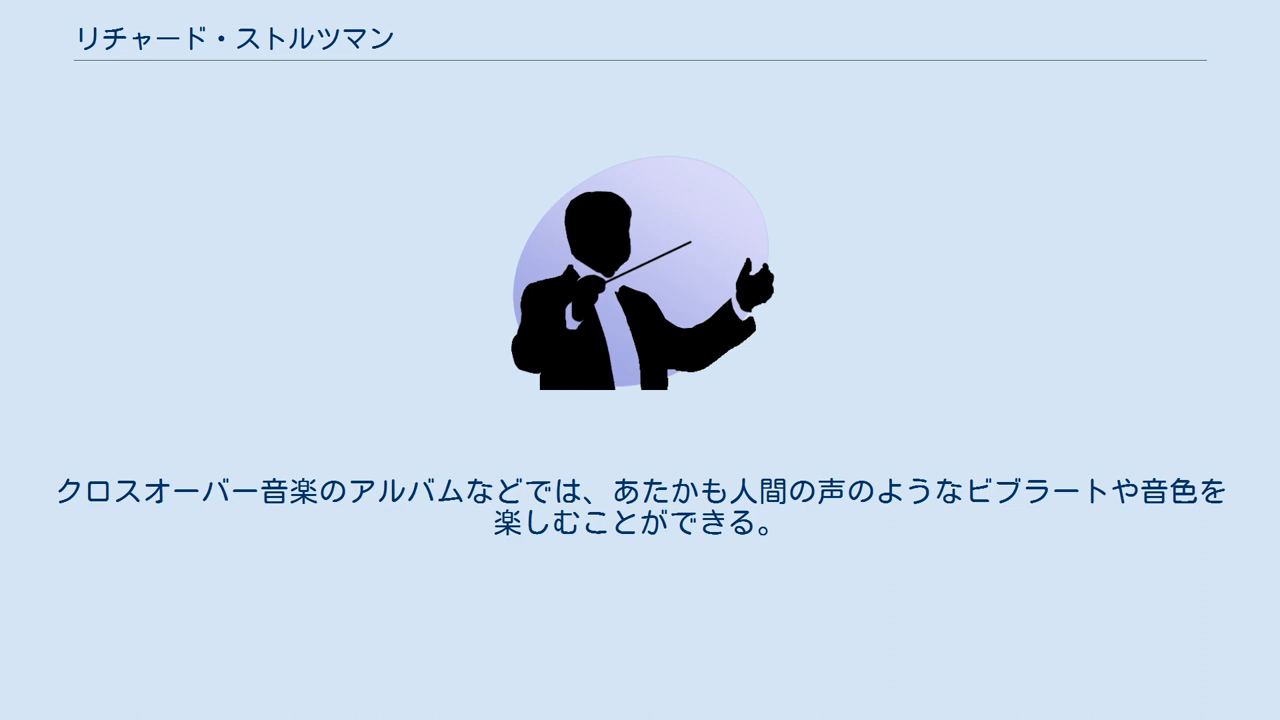 リチャード・ストルツマン
クロスオーバー音楽のアルバムなどでは、あたかも人間の声のようなビブラートや音色を
楽しむことができる。